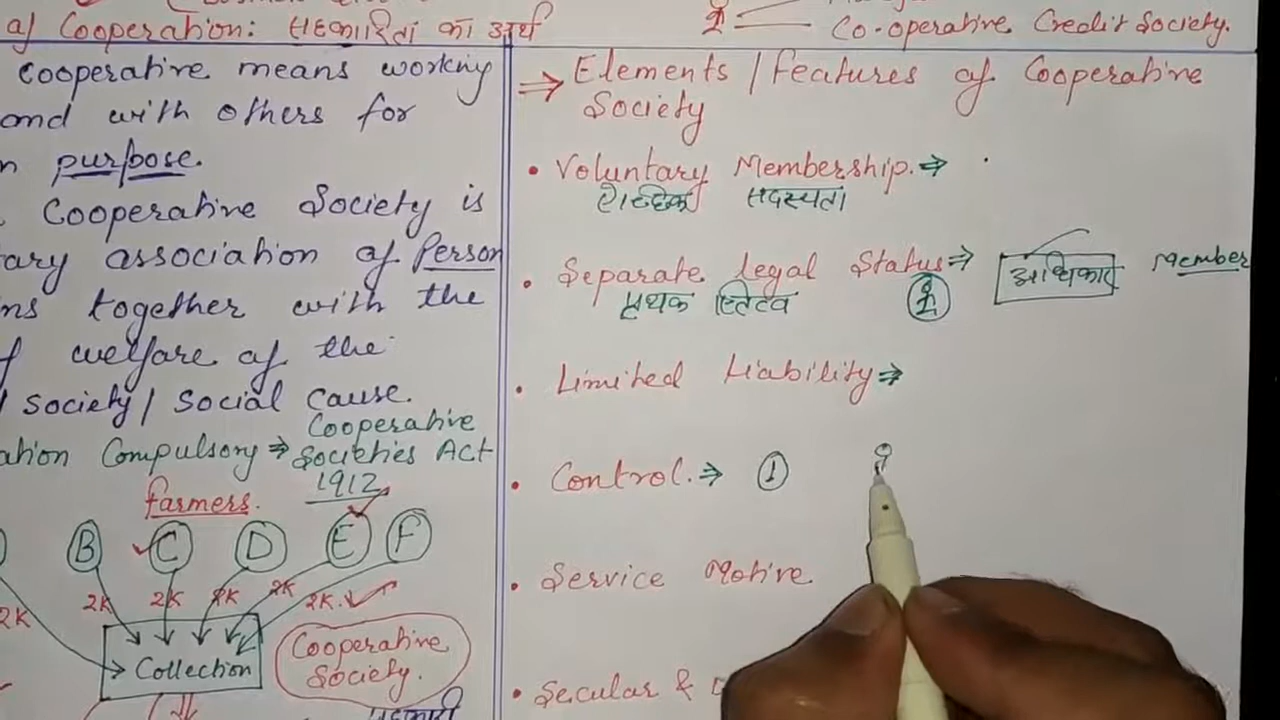 of Cooperation: सहकारिता का अर्थ
Co-operative Credit Society.
Cooperative means working
and with others for
purpose.
Cooperative Society is
association of Person
together with the
welfare of the
society / Social cause.
Compulsory ⇒ Cooperative
Societies Act
1912
farmers.
B C D E F
2K 2K 2K 2K 2K 2K
Collection
Cooperative
Society.
⇒ Elements / Features of Cooperative
Society
• Voluntary Membership. ⇒
ऐच्छिक सदस्यता
• Separate Legal Status ⇒ अधिकार Member
पृथक
• Limited Liability ⇒
• Control. ⇒ 1
• Service Motive.
• Secular &